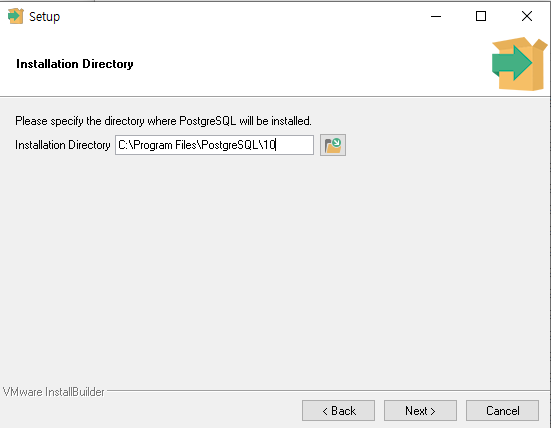 Setup
Installation Directory
Please specify the directory where PostgreSQL will be installed.
Installation Directory C:\Program Files\PostgreSQL\10
VMware InstallBuilder
< Back Next > Cancel